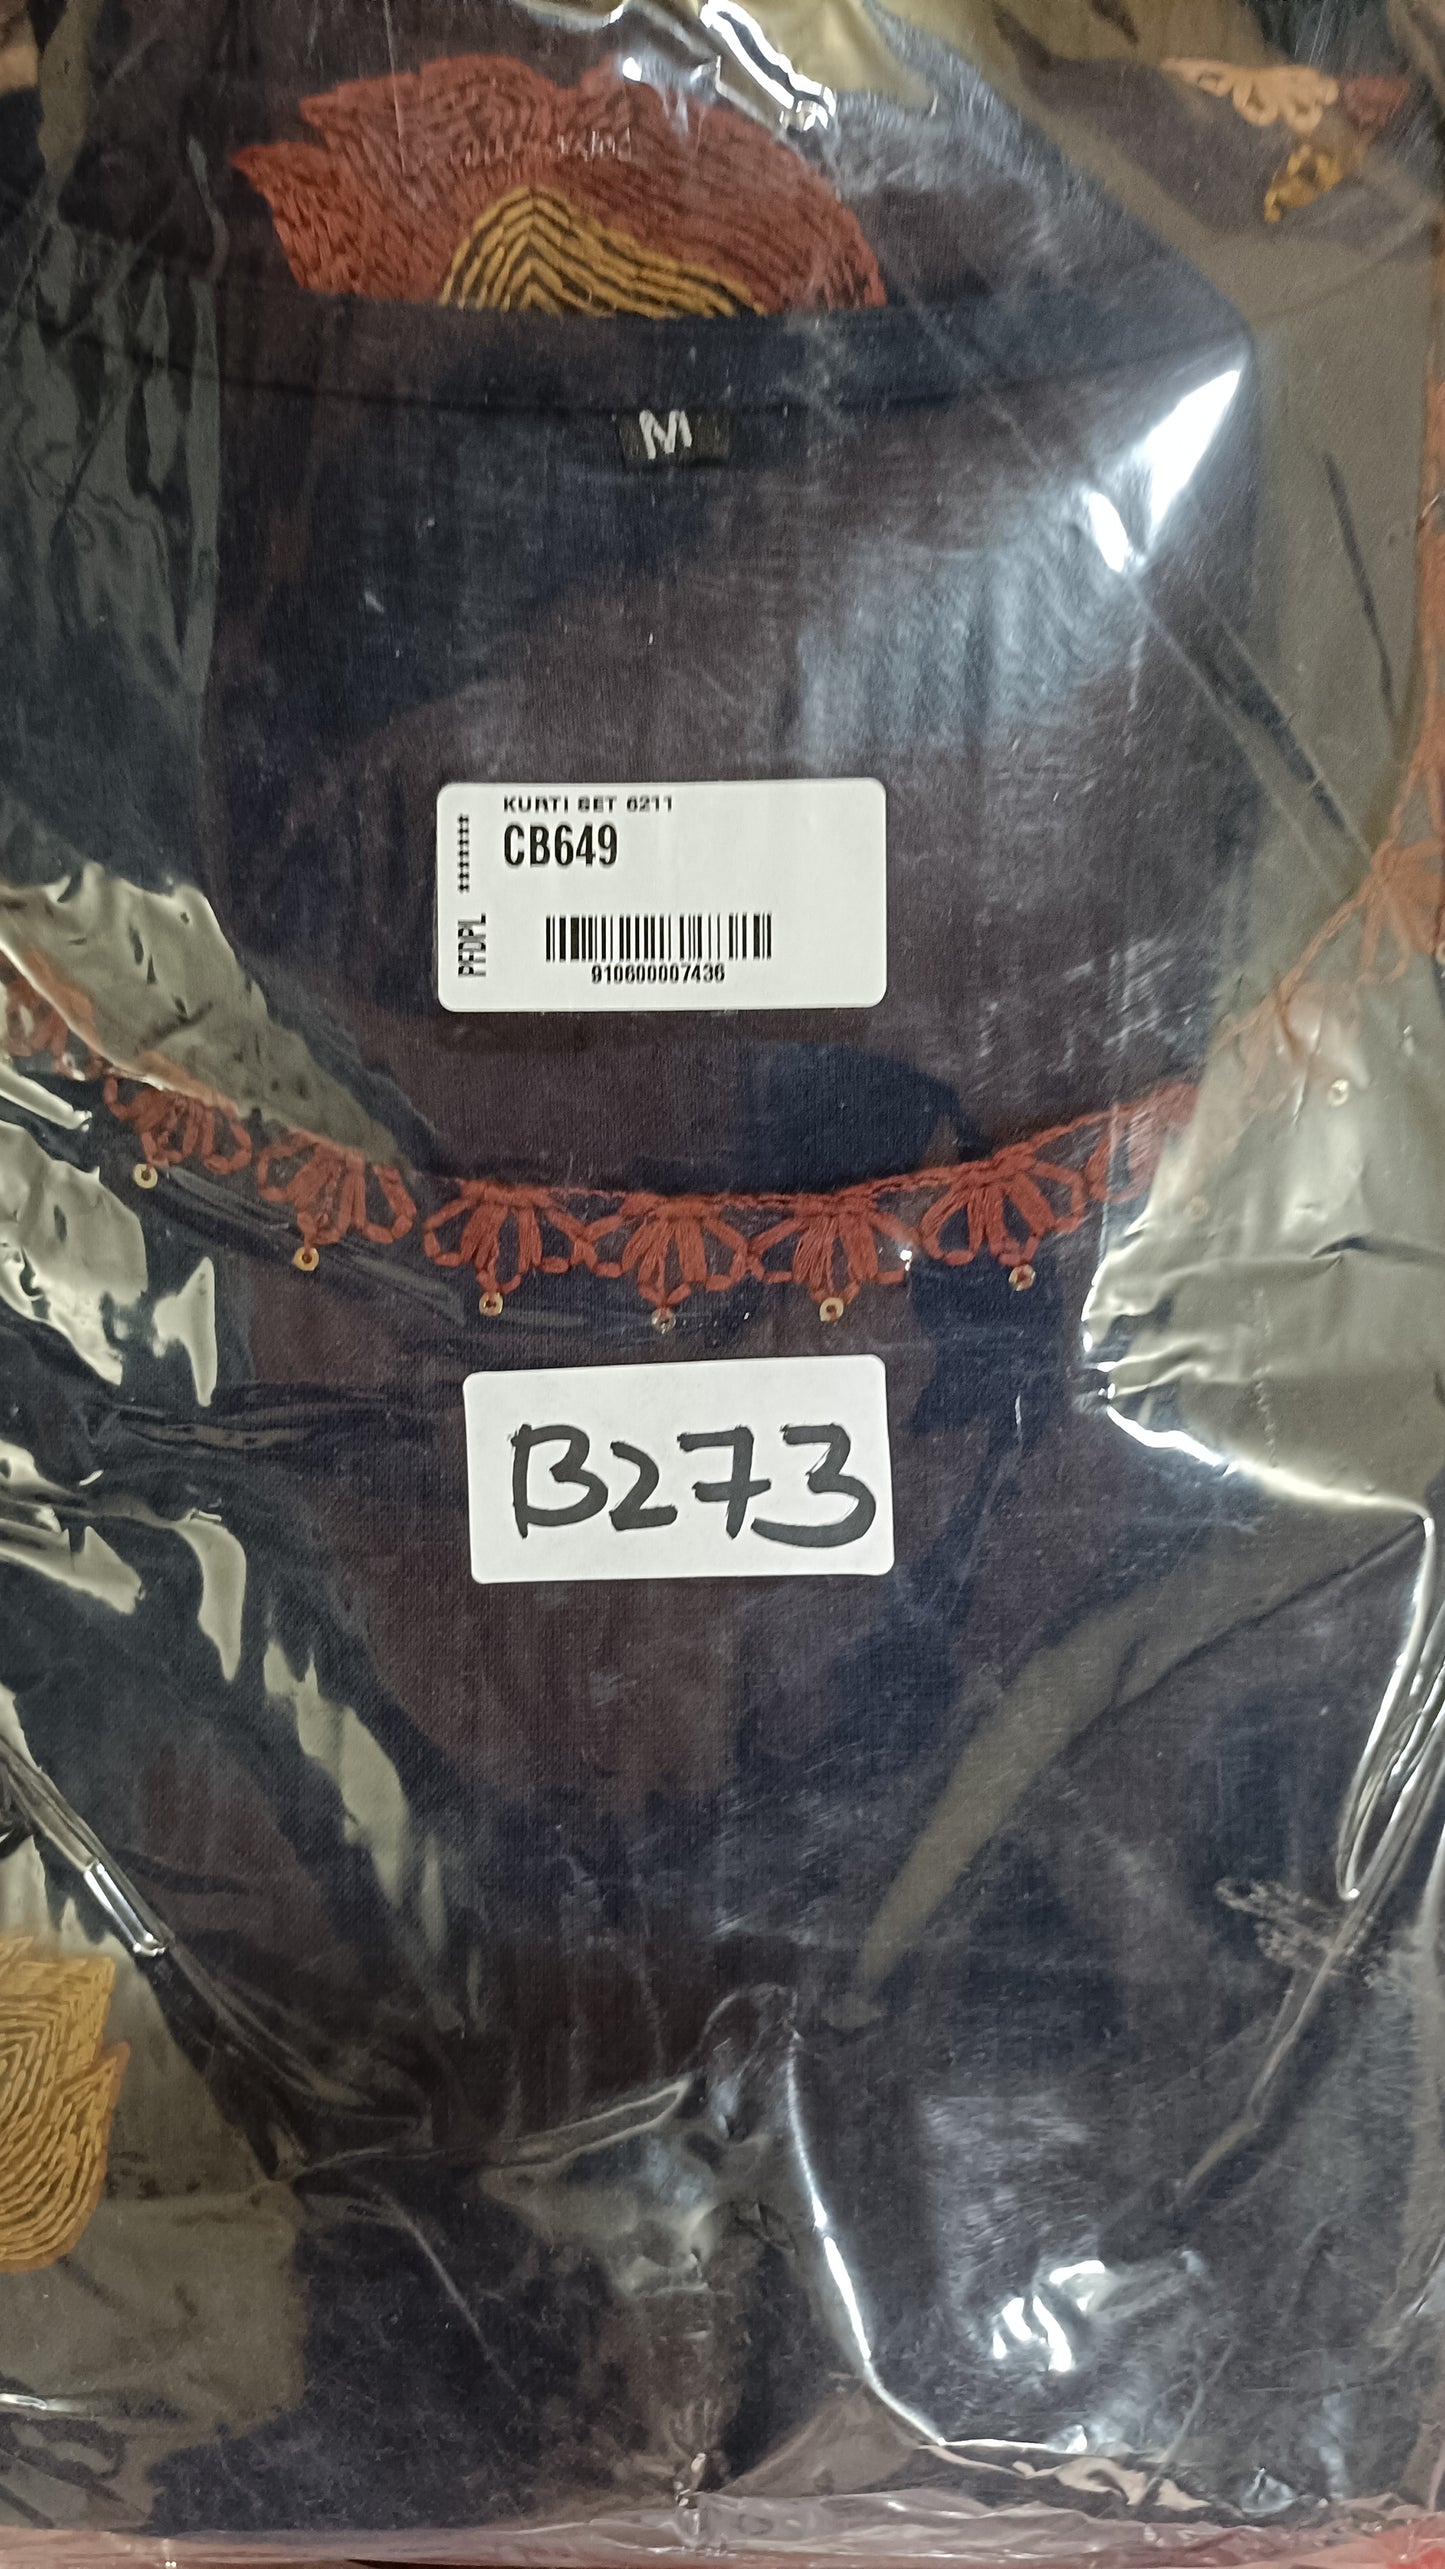 M
KURTI SET 6211
CB649
PFDPL
910600007436
B273